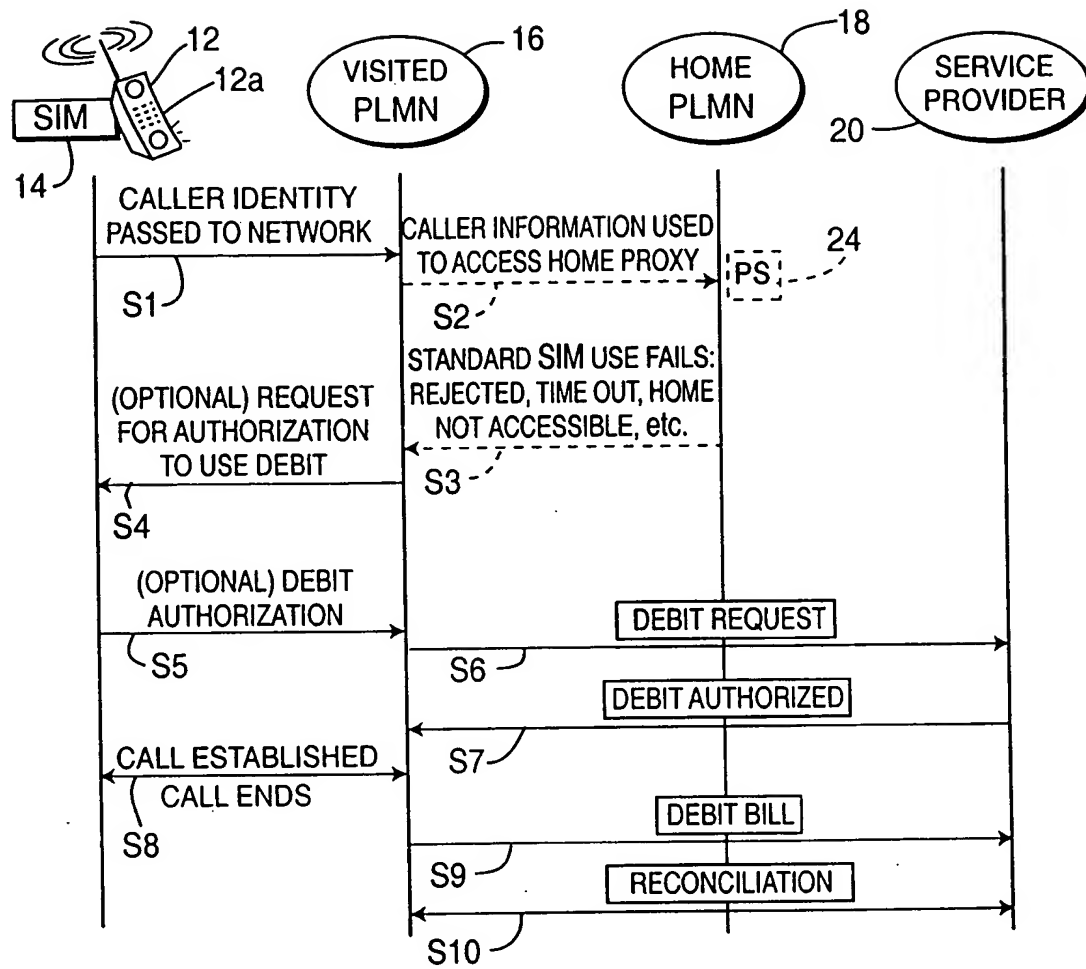 12
12a
SIM
14
VISITED
PLMN
16
HOME
PLMN
18
SERVICE
PROVIDER
20
CALLER IDENTITY
PASSED TO NETWORK
S1
CALLER INFORMATION USED
TO ACCESS HOME PROXY
S2
PS
24
STANDARD SIM USE FAILS:
REJECTED, TIME OUT, HOME
NOT ACCESSIBLE, etc.
S3
(OPTIONAL) REQUEST
FOR AUTHORIZATION
TO USE DEBIT
S4
(OPTIONAL) DEBIT
AUTHORIZATION
S5
DEBIT REQUEST
S6
DEBIT AUTHORIZED
S7
CALL ESTABLISHED
CALL ENDS
S8
DEBIT BILL
S9
RECONCILIATION
S10